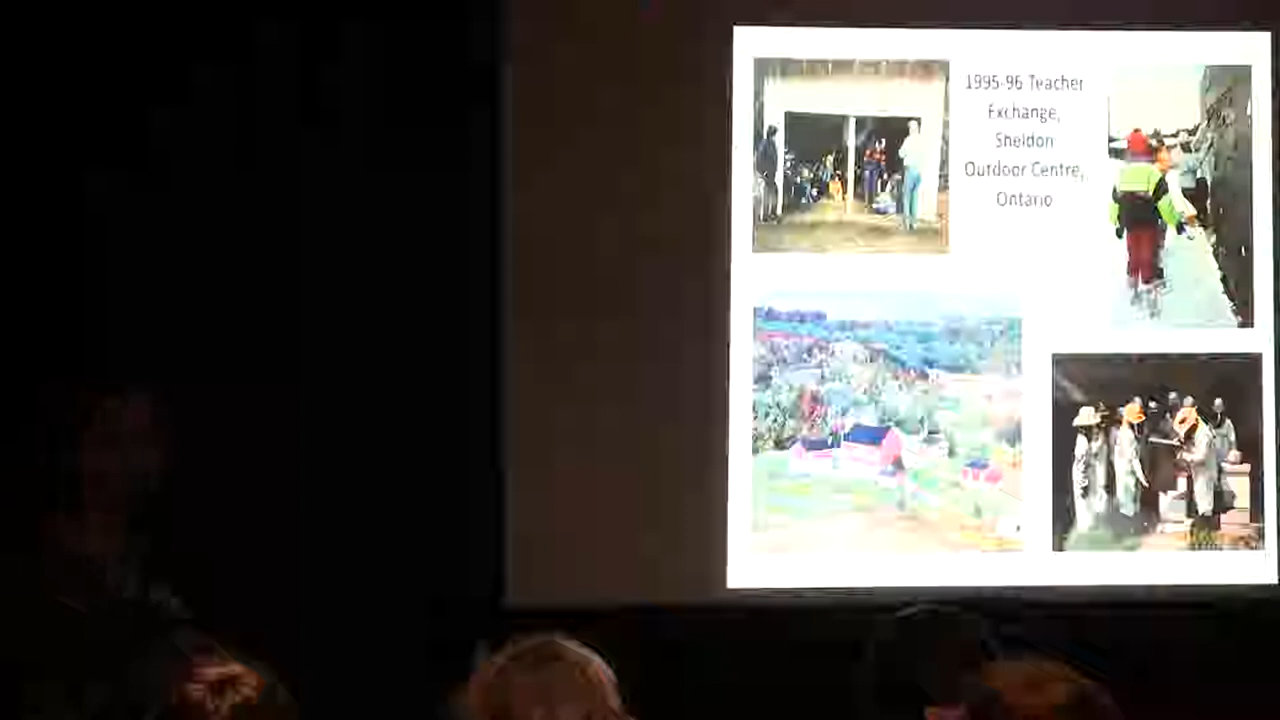 1995-96 Teacher
Exchange,
Sheldon
Outdoor Centre,
Ontario